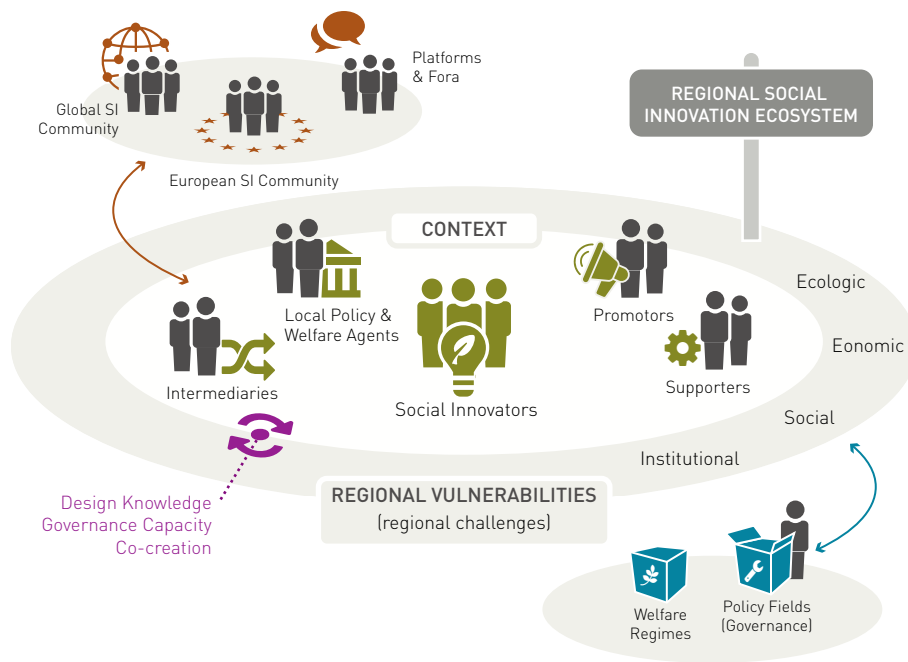 Platforms
& Fora
Global SI
Community
European SI Community
REGIONAL SOCIAL
INNOVATION ECOSYSTEM
CONTEXT
Local Policy &
Welfare Agents
Promotors
Intermediaries
Social Innovators
Supporters
Ecologic
Eonomic
Social
Institutional
REGIONAL VULNERABILITIES
(regional challenges)
Design Knowledge
Governance Capacity
Co-creation
Welfare
Regimes
Policy Fields
(Governance)